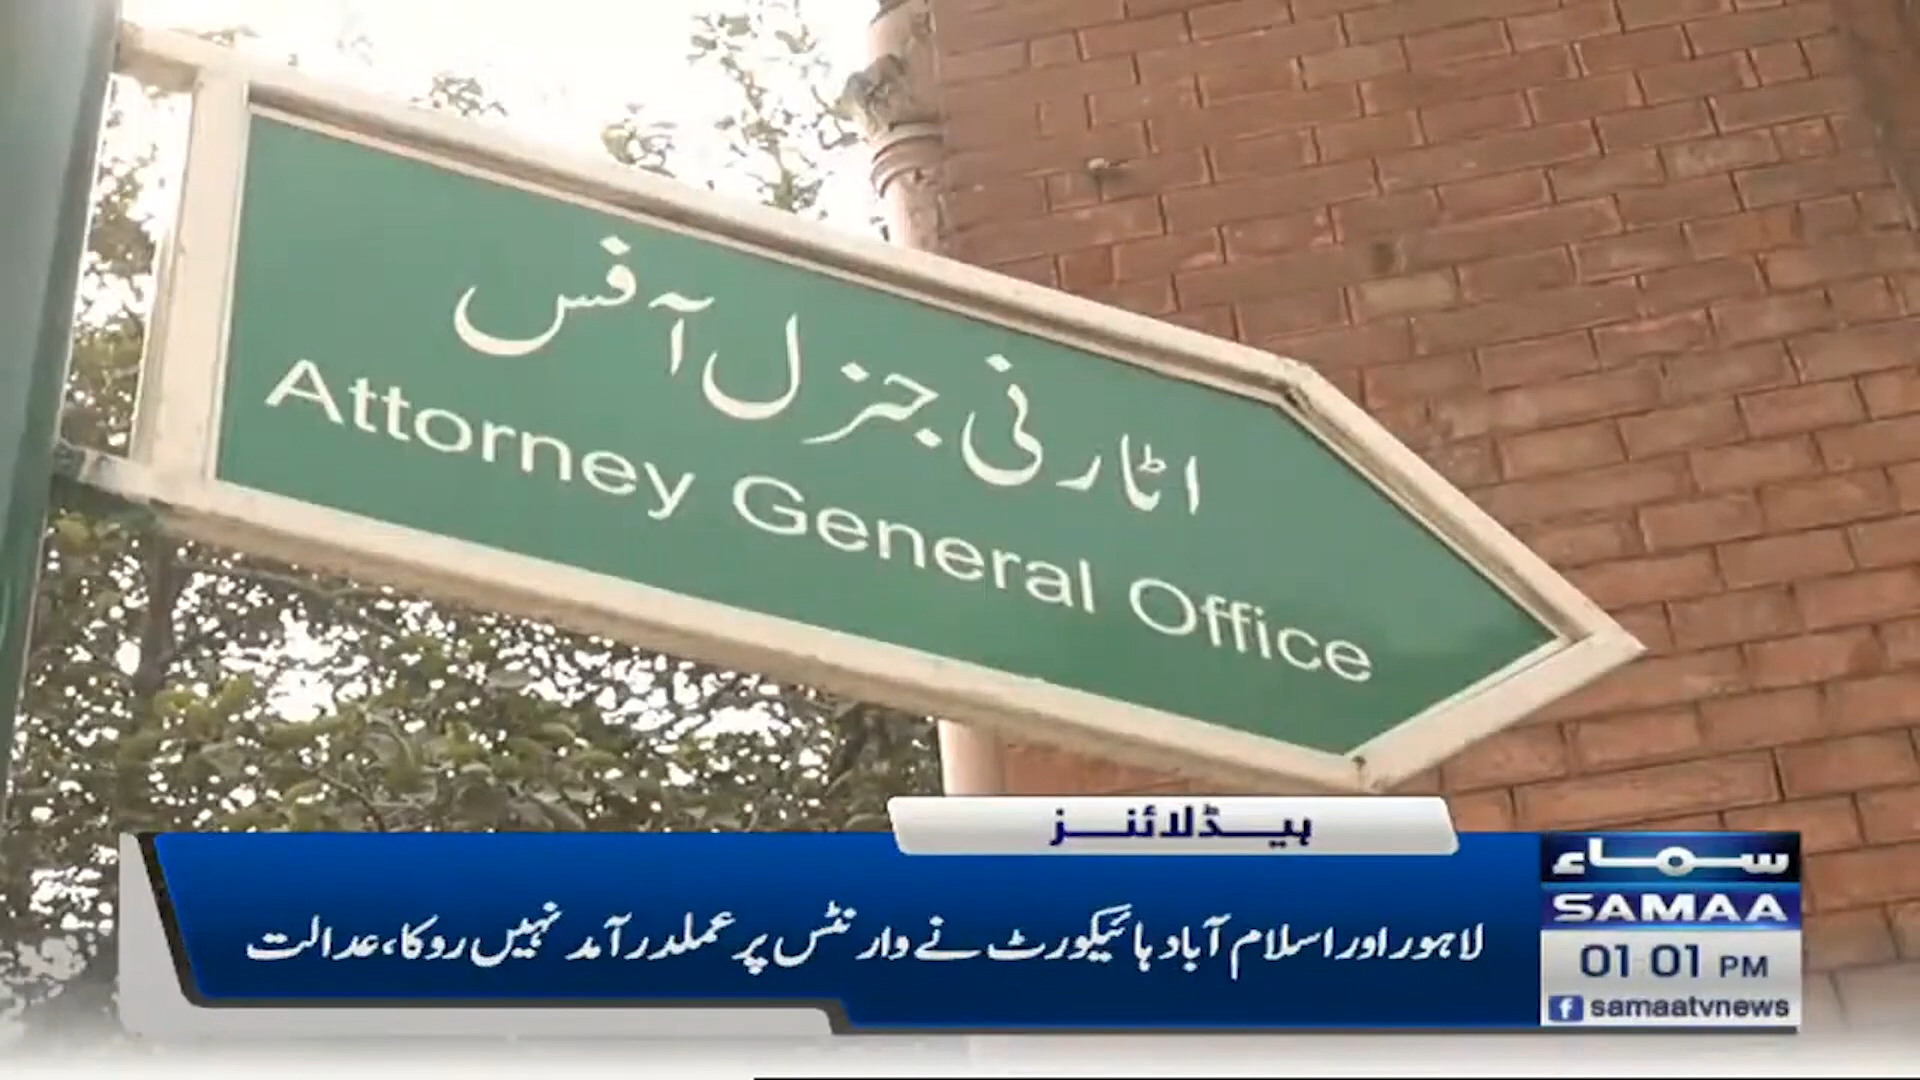 اٹارنی جنرل آفس
Attorney General Office
ہیڈلائنز
لاہور اور اسلام آباد ہائیکورٹ نے وارنٹس پر عملدرآمد نہیں روکا، عدالت
سماء
SAMAA
01:01 PM
samaatvnews